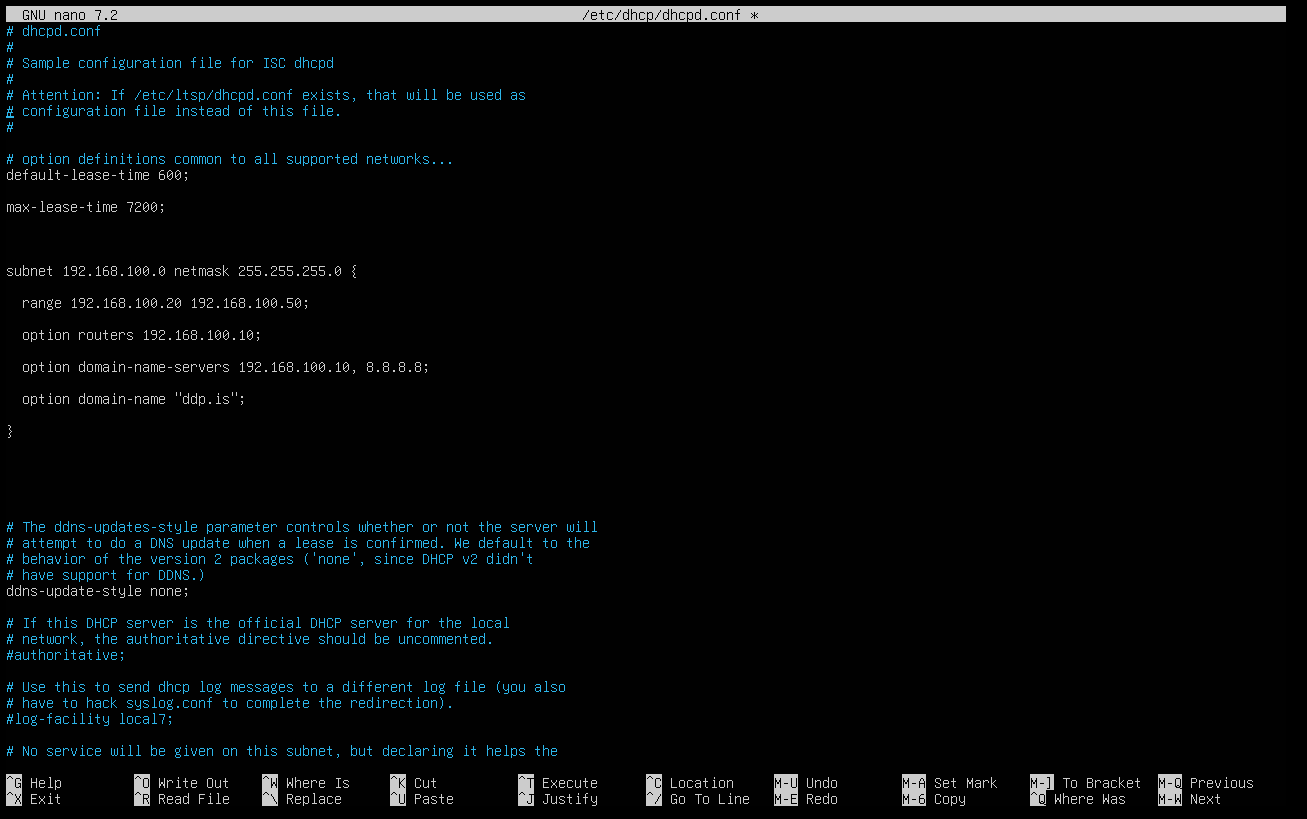 GNU nano 7.2 /etc/dhcp/dhcpd.conf *
# dhcpd.conf
#
# Sample configuration file for ISC dhcpd
#
# Attention: If /etc/ltsp/dhcpd.conf exists, that will be used as
# configuration file instead of this file.
#
# option definitions common to all supported networks...
default-lease-time 600;
max-lease-time 7200;
subnet 192.168.100.0 netmask 255.255.255.0 {
range 192.168.100.20 192.168.100.50;
option routers 192.168.100.10;
option domain-name-servers 192.168.100.10, 8.8.8.8;
option domain-name "ddp.is";
}
# The ddns-updates-style parameter controls whether or not the server will
# attempt to do a DNS update when a lease is confirmed. We default to the
# behavior of the version 2 packages ('none', since DHCP v2 didn't
# have support for DDNS.)
ddns-update-style none;
# If this DHCP server is the official DHCP server for the local
# network, the authoritative directive should be uncommented.
#authoritative;
# Use this to send dhcp log messages to a different log file (you also
# have to hack syslog.conf to complete the redirection).
#log-facility local7;
# No service will be given on this subnet, but declaring it helps the
^G Help ^O Write Out ^W Where Is ^K Cut ^T Execute ^C Location M-U Undo M-A Set Mark M-] To Bracket M-Q Previous
^X Exit ^R Read File ^\ Replace ^U Paste ^J Justify ^/ Go To Line M-E Redo M-6 Copy ^Q Where Was M-W Next